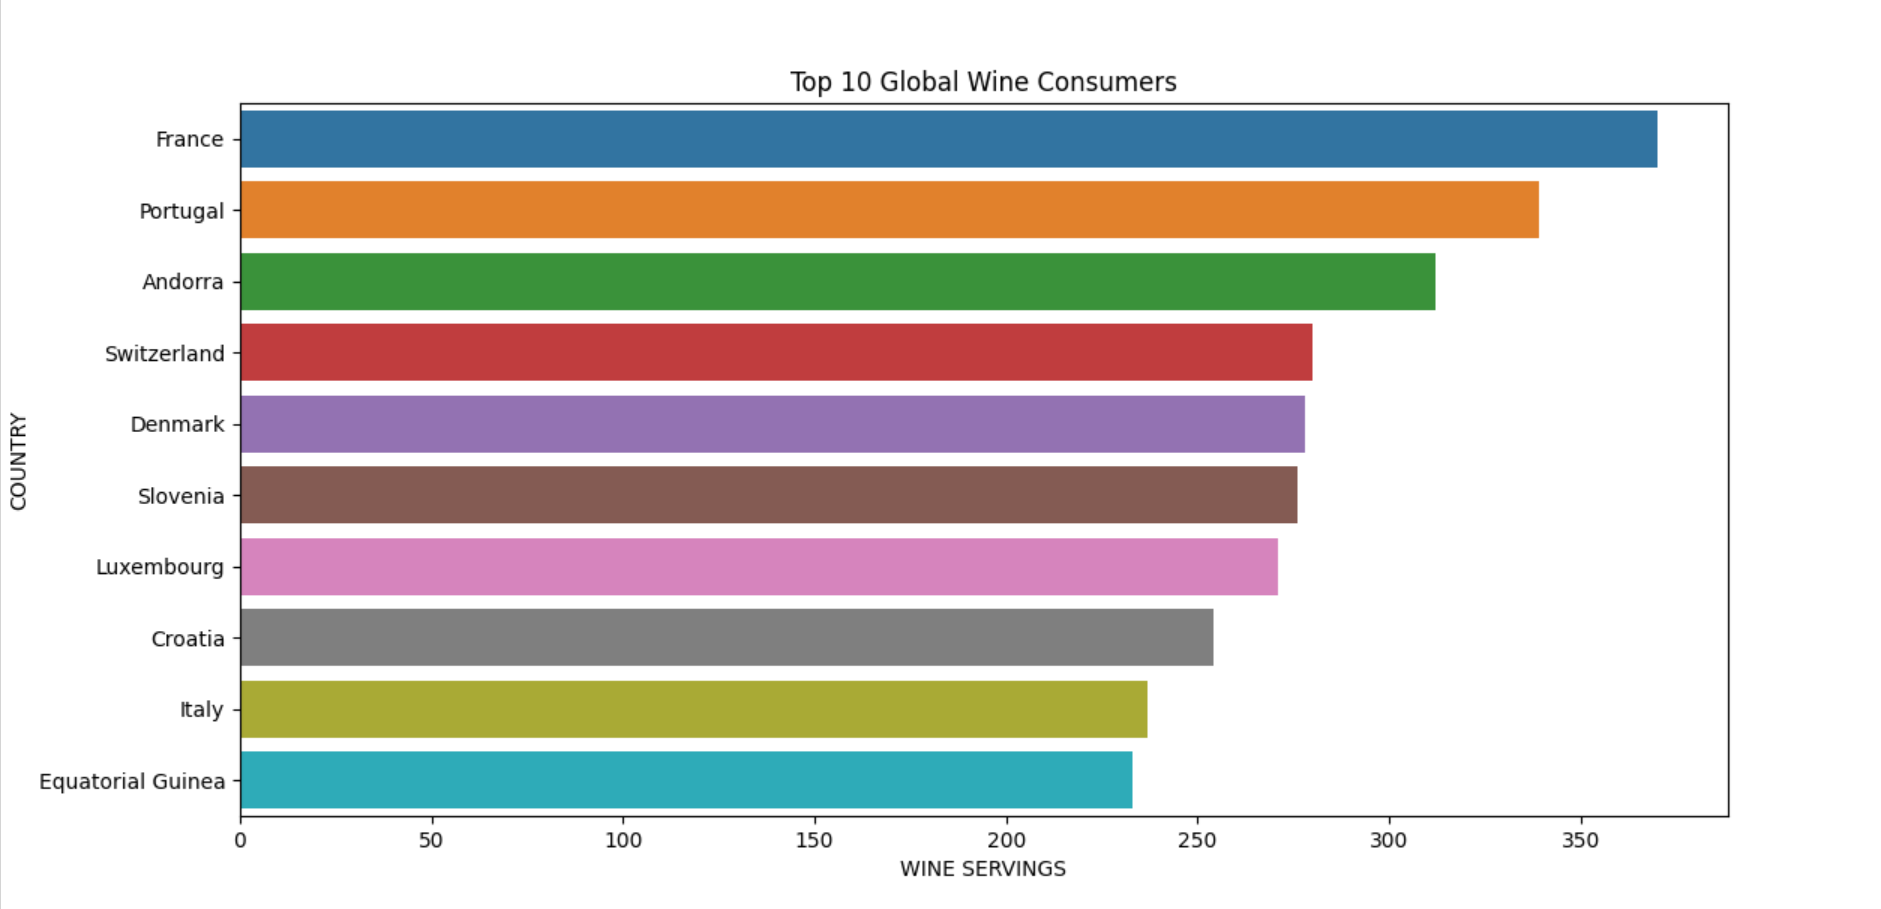 Top 10 Global Wine Consumers
COUNTRY
France
Portugal
Andorra
Switzerland
Denmark
Slovenia
Luxembourg
Croatia
Italy
Equatorial Guinea
0 50 100 150 200 250 300 350
WINE SERVINGS